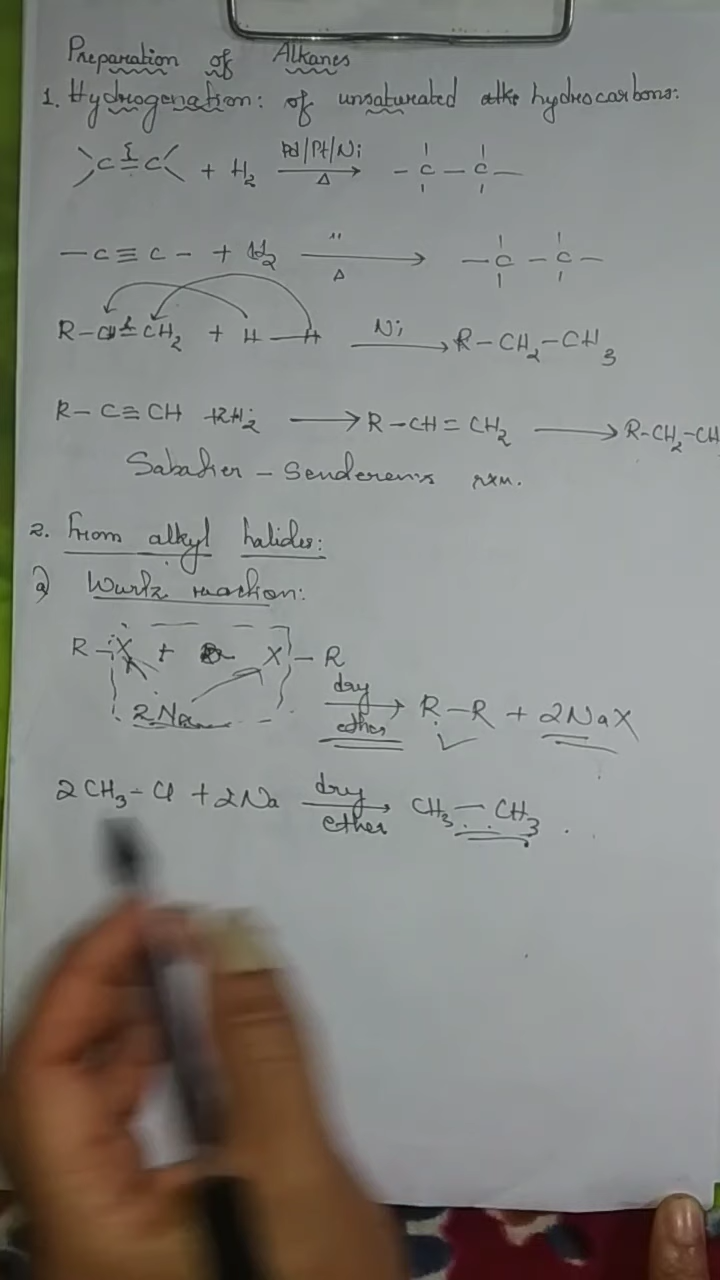 Preparation of Alkanes
1. Hydrogenation: of unsaturated hydrocarbons:
>C=C< + H₂ Pd/Pt/Ni Δ → -C-C-
-C≡C- + H₂ " Δ → -C-C-
R-CH=CH₂ + H-H Ni → R-CH₂-CH₃
R-C≡CH +2H₂ → R-CH=CH₂ → R-CH₂-CH
Sabatier - Senderen's rxn.
2. From alkyl halides:
a) Wurtz reaction:
R-X + X-R
2Na dry ether → R-R + 2NaX
2CH₃-Cl + 2Na dry ether → CH₃-CH₃.